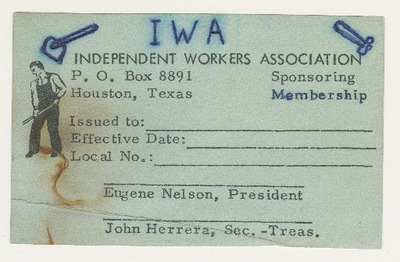 IWA
INDEPENDENT WORKERS ASSOCIATION
P. O. Box 8891 Sponsoring
Houston, Texas Membership
Issued to:
Effective Date:
Local No.:
Eugene Nelson, President
John Herrera, Sec. -Treas.